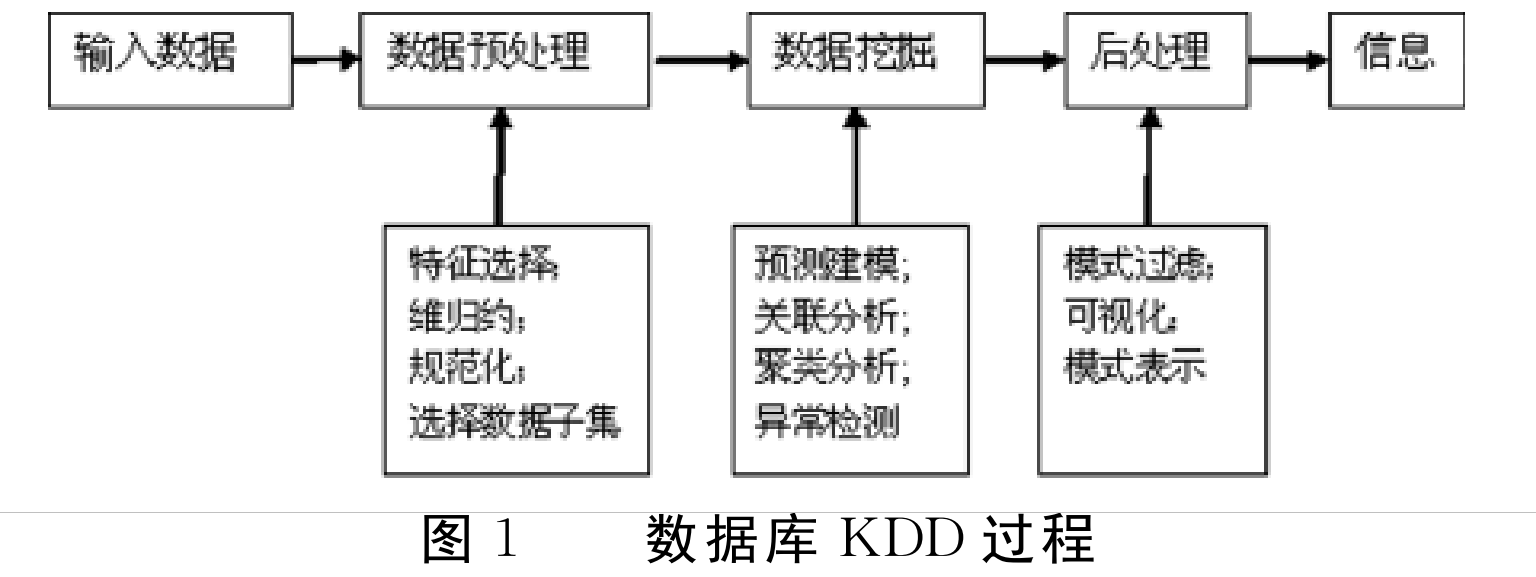 输入数据
数据预处理
数据挖掘
后处理
信息
特征选择;
维归约;
规范化;
选择数据子集
预测建模;
关联分析;
聚类分析;
异常检测
模式过滤;
可视化;
模式表示
图 1 数据库 KDD 过程